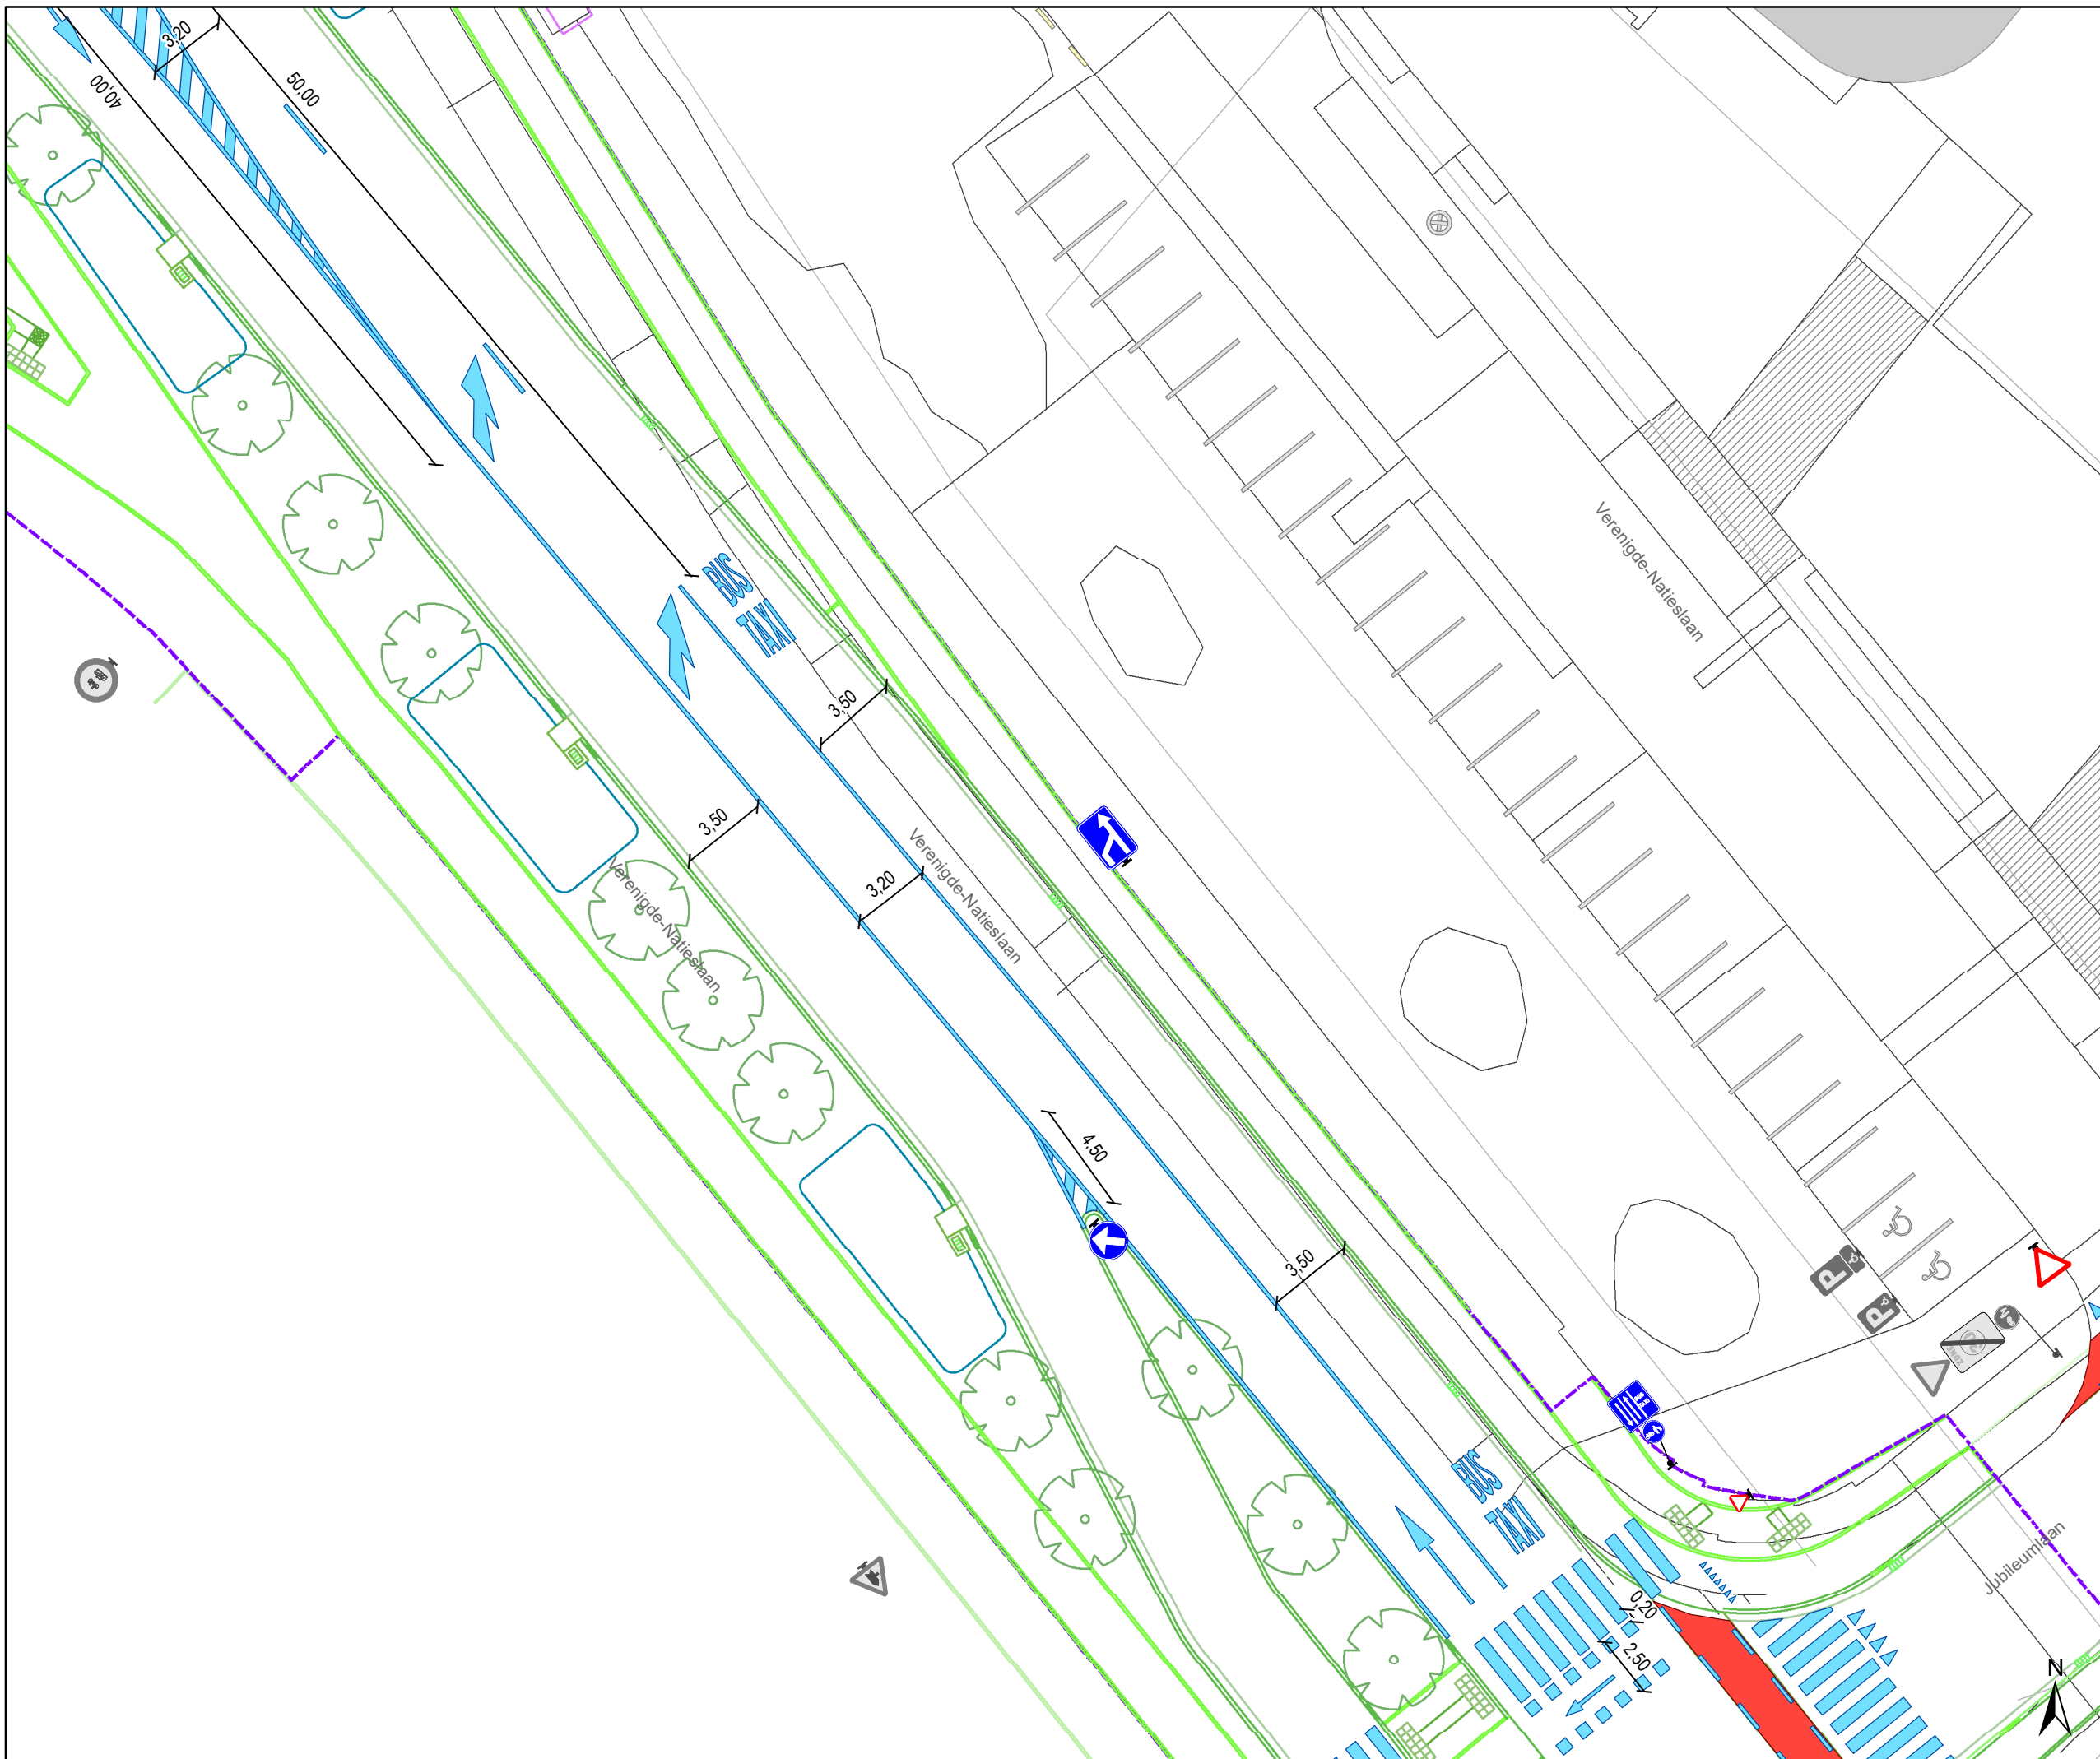 3,20
40,00
50,00
BUS
TAXI
3,50
3,50
3,20
Verenigde-Natieslaan
Verenigde-Natieslaan
Verenigde-Natieslaan
4,50
3,50
P
P
BUS
TAXI
0,20
2,50
Jubileumlaan
N